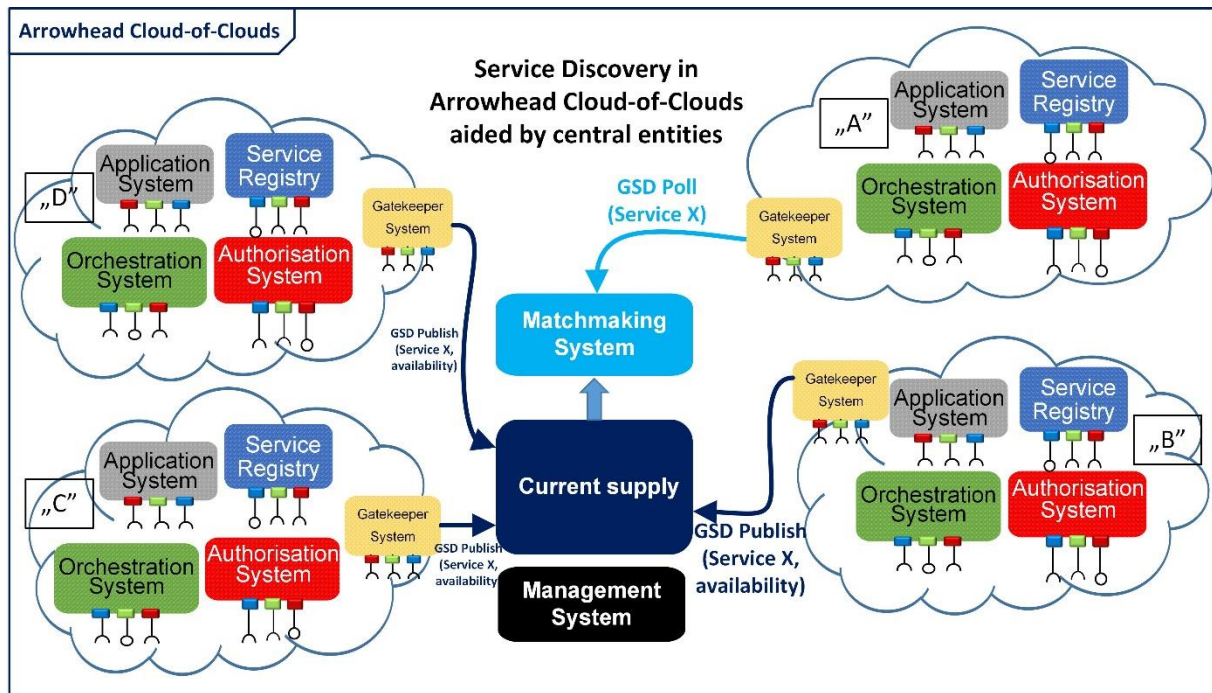 Arrowhead Cloud-of-Clouds
Service Discovery in
Arrowhead Cloud-of-Clouds
aided by central entities
„D”
Application
System
Service
Registry
Gatekeeper
System
Orchestration
System
Authorisation
System
GSD Publish
(Service X,
availability)
„A”
Application
System
Service
Registry
Gatekeeper
System
Orchestration
System
Authorisation
System
GSD Poll
(Service X)
Matchmaking
System
Current supply
Management
System
„C”
Application
System
Service
Registry
Gatekeeper
System
Orchestration
System
Authorisation
System
GSD Publish
(Service X,
availability)
„B”
Gatekeeper
System
Application
System
Service
Registry
Orchestration
System
Authorisation
System
GSD Publish
(Service X,
availability)